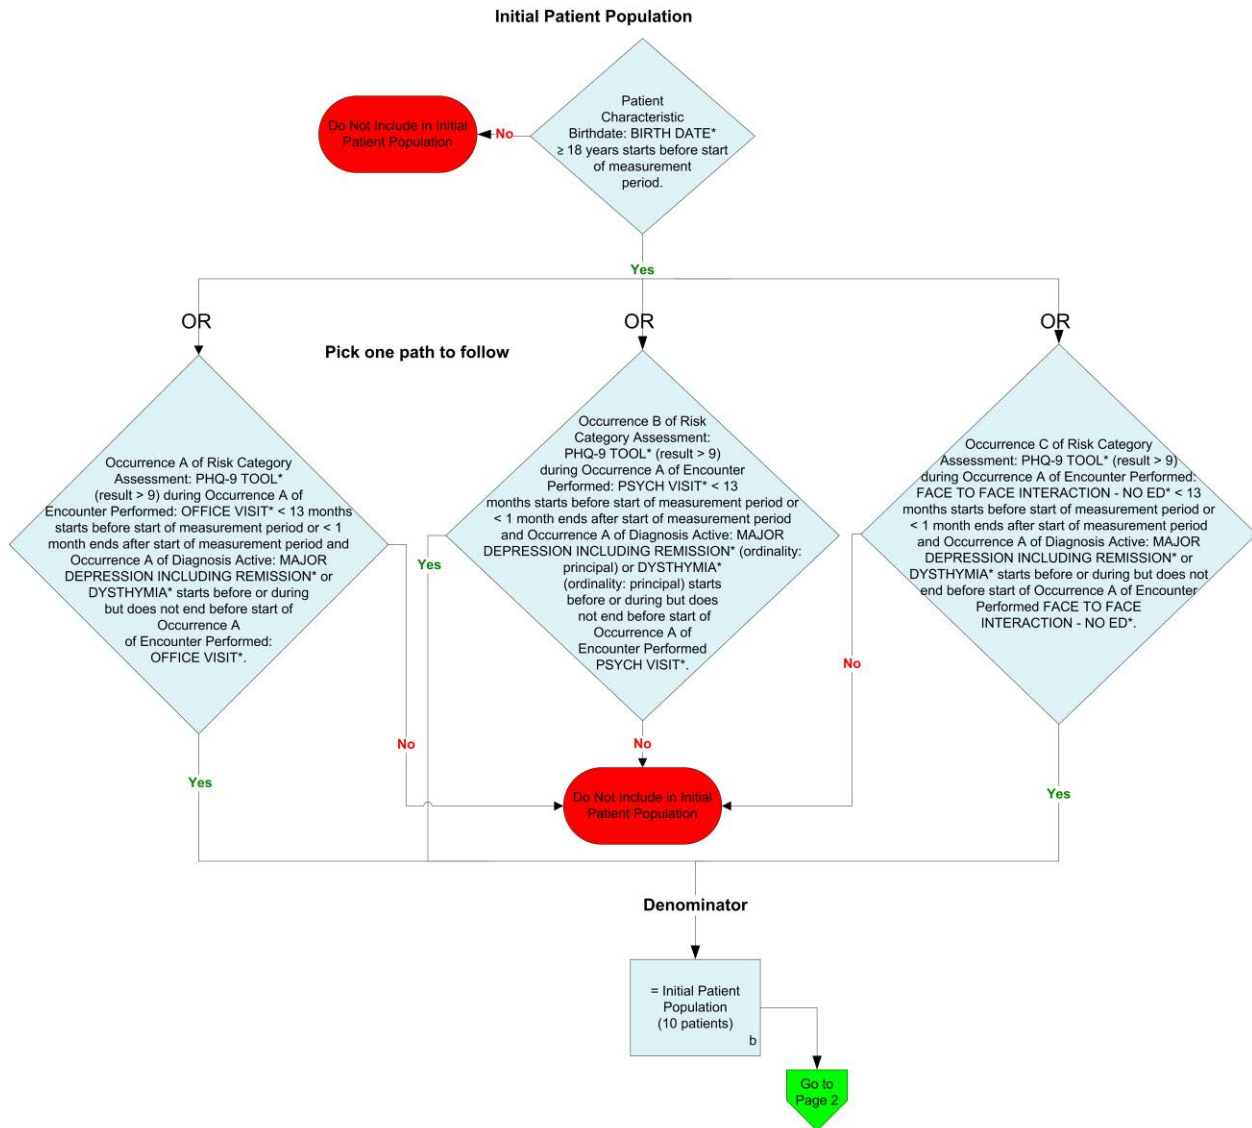 Initial Patient Population
Patient
Characteristic
Birthdate: BIRTH DATE*
≥ 18 years starts before start
of measurement
period.
No
Do Not Include in Initial
Patient Population
Yes
OR
OR
OR
Pick one path to follow
Occurrence A of Risk Category
Assessment: PHQ-9 TOOL*
(result > 9) during Occurrence A of
Encounter Performed: OFFICE VISIT* < 13 months
starts before start of measurement period or < 1
month ends after start of measurement period and
Occurrence A of Diagnosis Active: MAJOR
DEPRESSION INCLUDING REMISSION* or
DYSTHYMIA* starts before or during
but does not end before start of
Occurrence A
of Encounter Performed:
OFFICE VISIT*.
Occurrence B of Risk
Category Assessment:
PHQ-9 TOOL* (result > 9)
during Occurrence A of Encounter
Performed: PSYCH VISIT* < 13
months starts before start of measurement period or
< 1 month ends after start of measurement period
and Occurrence A of Diagnosis Active: MAJOR
DEPRESSION INCLUDING REMISSION* (ordinality:
principal) or DYSTHYMIA*
(ordinality: principal) starts
before or during but does
not end before start of
Occurrence A of
Encounter Performed
PSYCH VISIT*.
Occurrence C of Risk Category
Assessment: PHQ-9 TOOL* (result > 9)
during Occurrence A of Encounter Performed:
FACE TO FACE INTERACTION - NO ED* < 13
months starts before start of measurement period or
< 1 month ends after start of measurement period
and Occurrence A of Diagnosis Active: MAJOR
DEPRESSION INCLUDING REMISSION* or
DYSTHYMIA* starts before or during but does not
end before start of Occurrence A of Encounter
Performed FACE TO FACE
INTERACTION - NO ED*.
Yes
No
No
No
Yes
Yes
Do Not Include in Initial
Patient Population
Denominator
= Initial Patient
Population
(10 patients)
b
Go to
Page 2